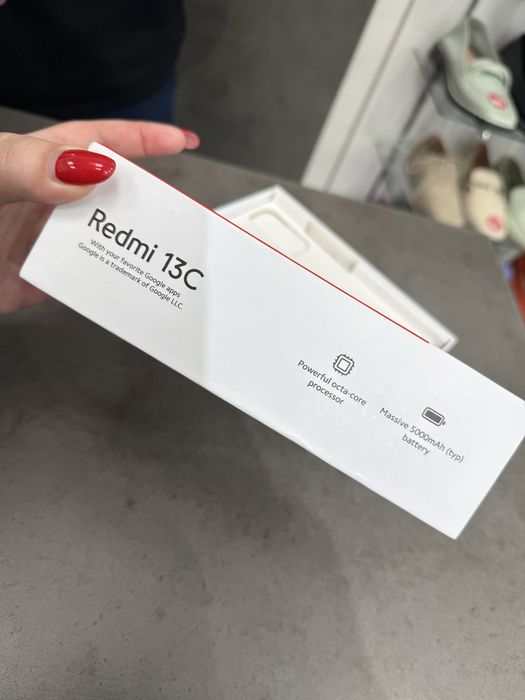 Redmi 13C
With your favorite Google apps
Google is a trademark of Google LLC.
Powerful octa-core
processor
Massive 5000mAh (typ)
battery